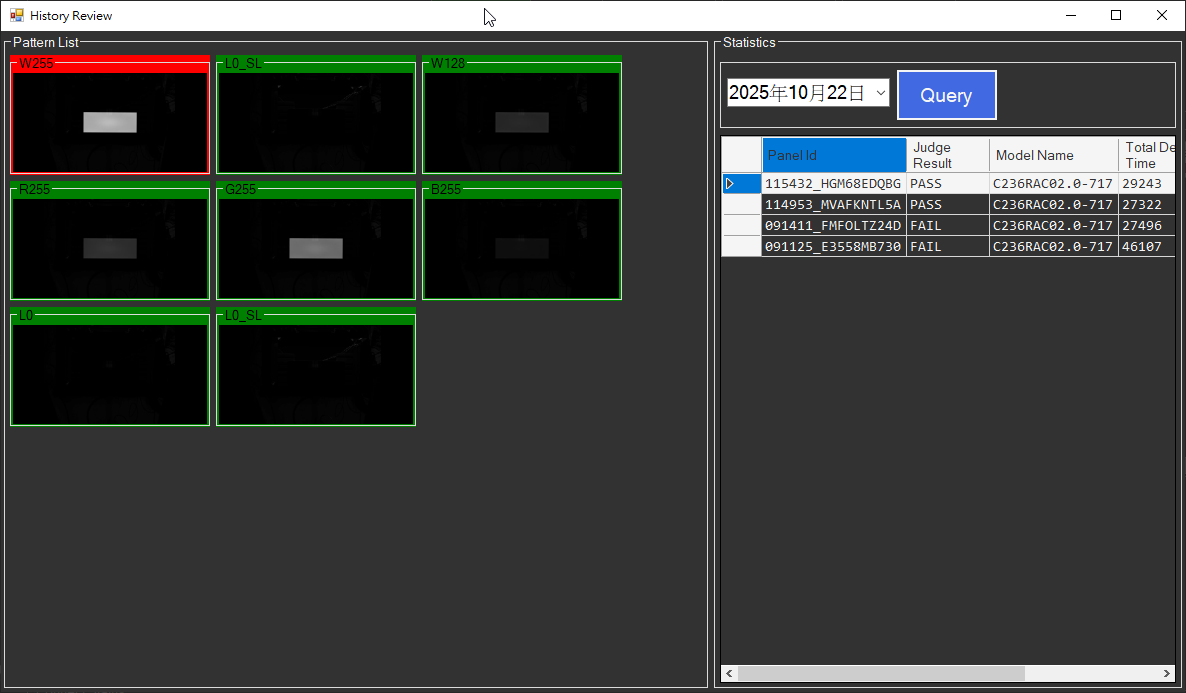 History Review
Pattern List
W255
L0_SL
W128
R255
G255
B255
L0
L0_SL
Statistics
2025年10月22日
Query
Panel Id
Judge Result
Model Name
Total De
Time
115432_HGM68EDQBG PASS C236RAC02.0-717 29243
114953_MVAFKNTL5A PASS C236RAC02.0-717 27322
091411_FMFOLTZ24D FAIL C236RAC02.0-717 27496
091125_E3558MB730 FAIL C236RAC02.0-717 46107